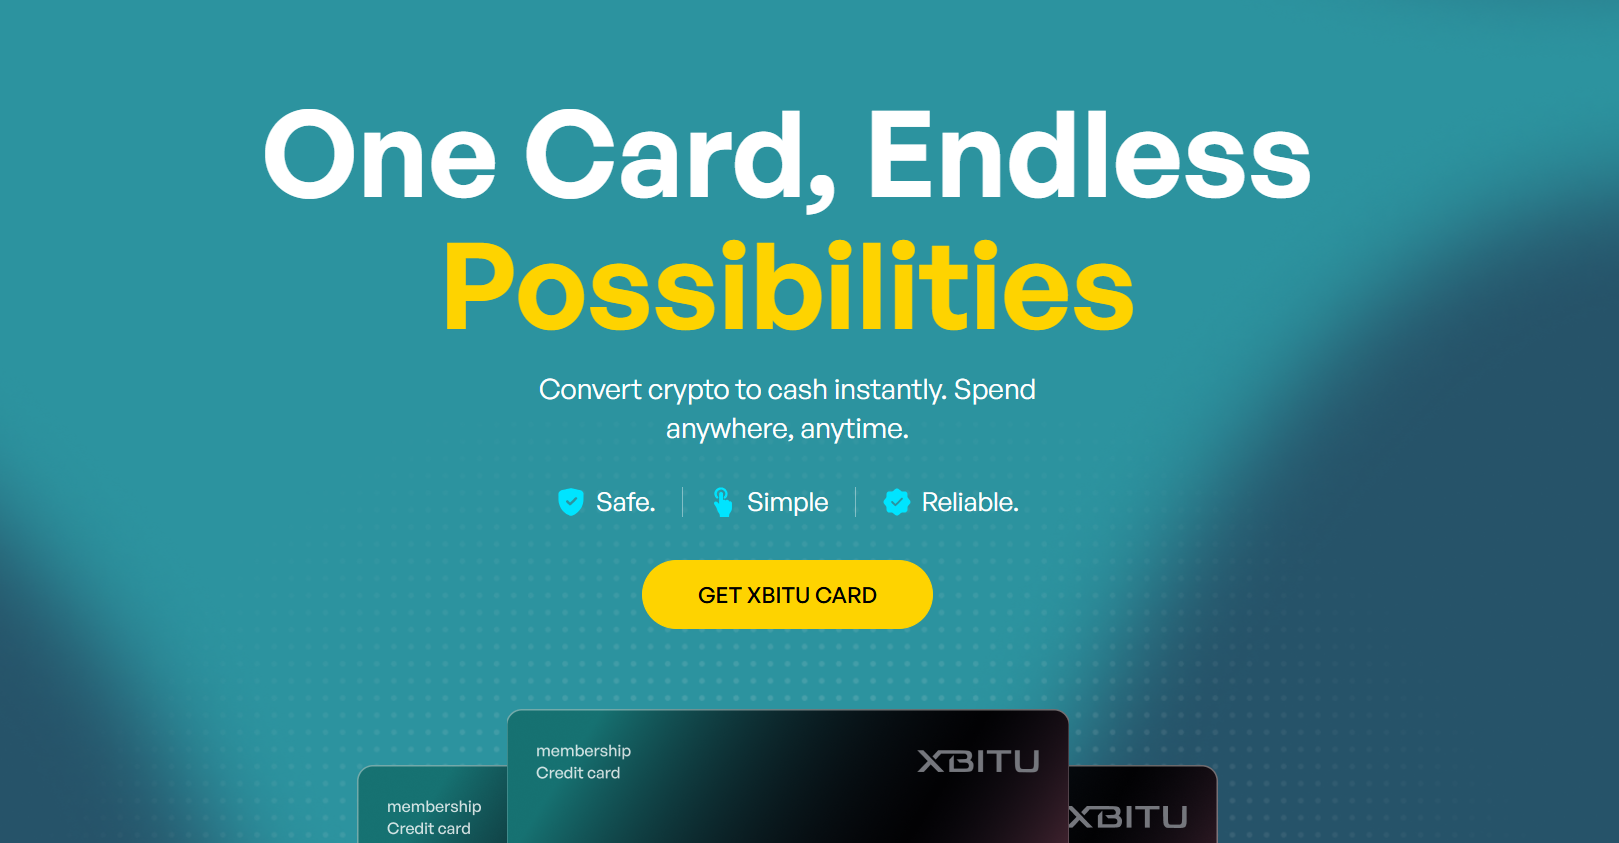 One Card, Endless
Possibilities
Convert crypto to cash instantly. Spend
anywhere, anytime.
Safe.
Simple
Reliable.
GET XBITU CARD
membership
Credit card
XBITU
membership
Credit card
XBITU